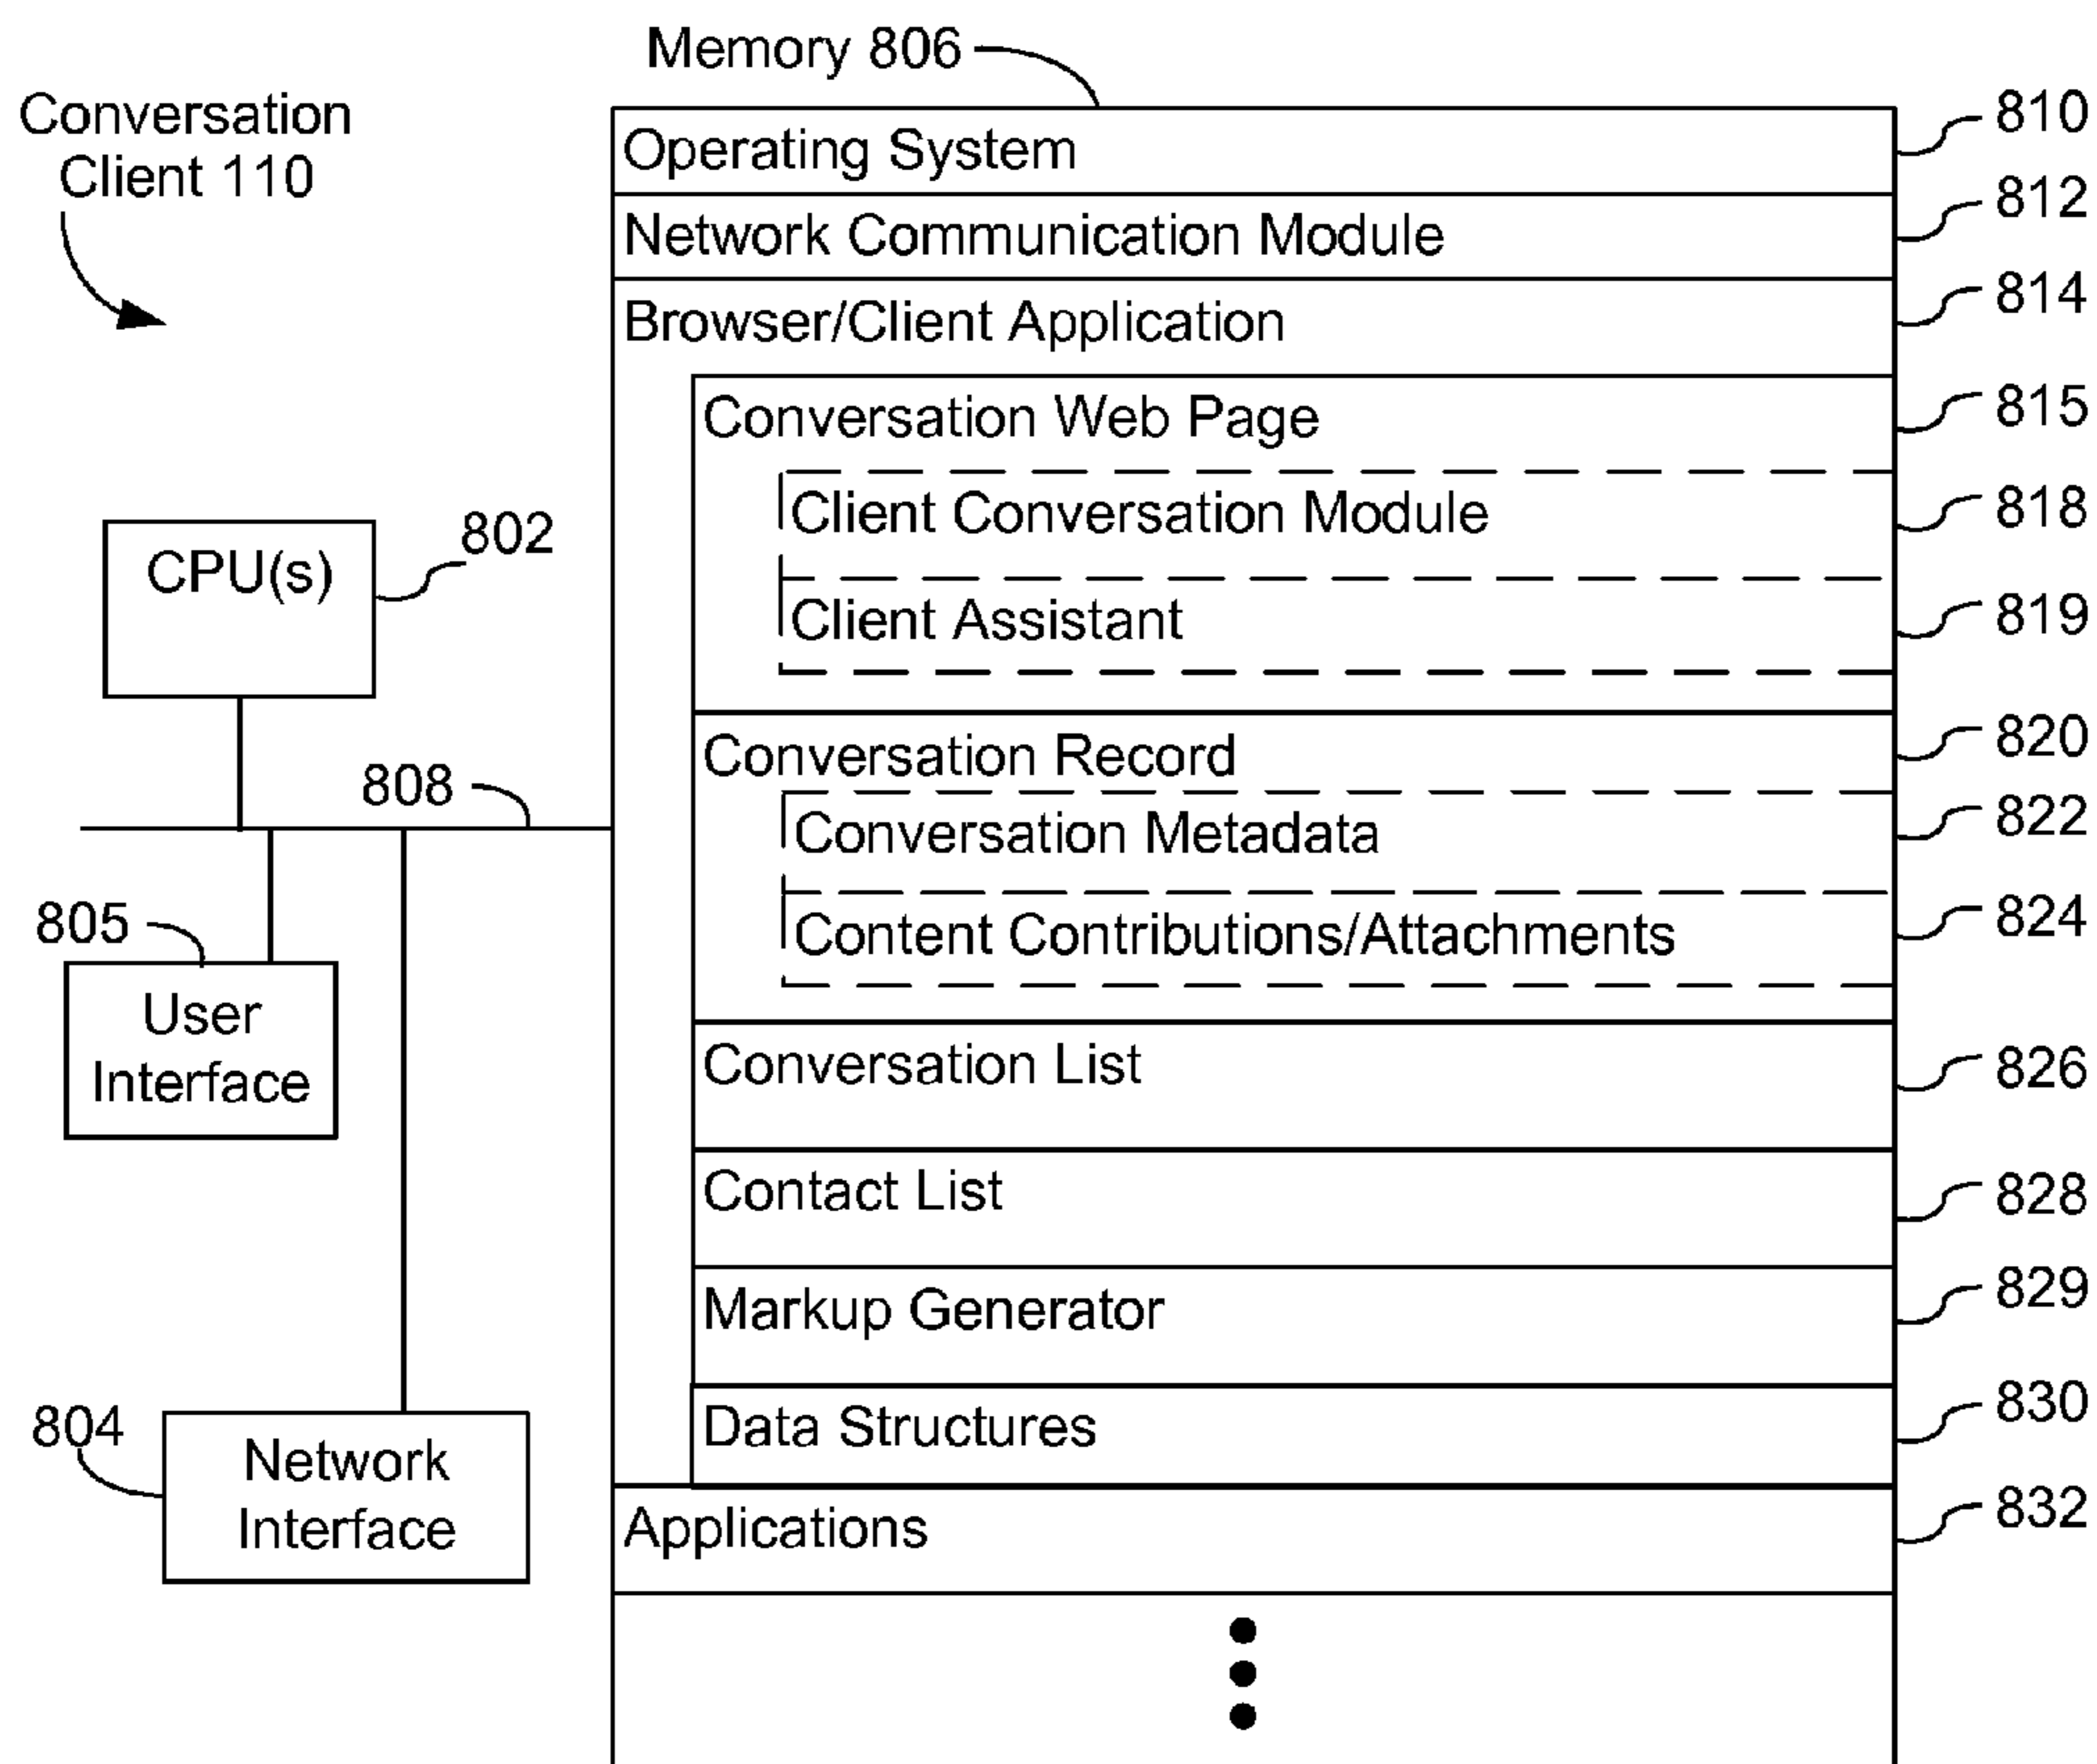 Memory 806
Conversation
Client 110
Operating System
810
Network Communication Module
812
Browser/Client Application
814
Conversation Web Page
815
Client Conversation Module
818
Client Assistant
819
Conversation Record
820
Conversation Metadata
822
Content Contributions/Attachments
824
Conversation List
826
Contact List
828
Markup Generator
829
Data Structures
830
Applications
832
CPU(s)
802
808
805
User
Interface
804
Network
Interface